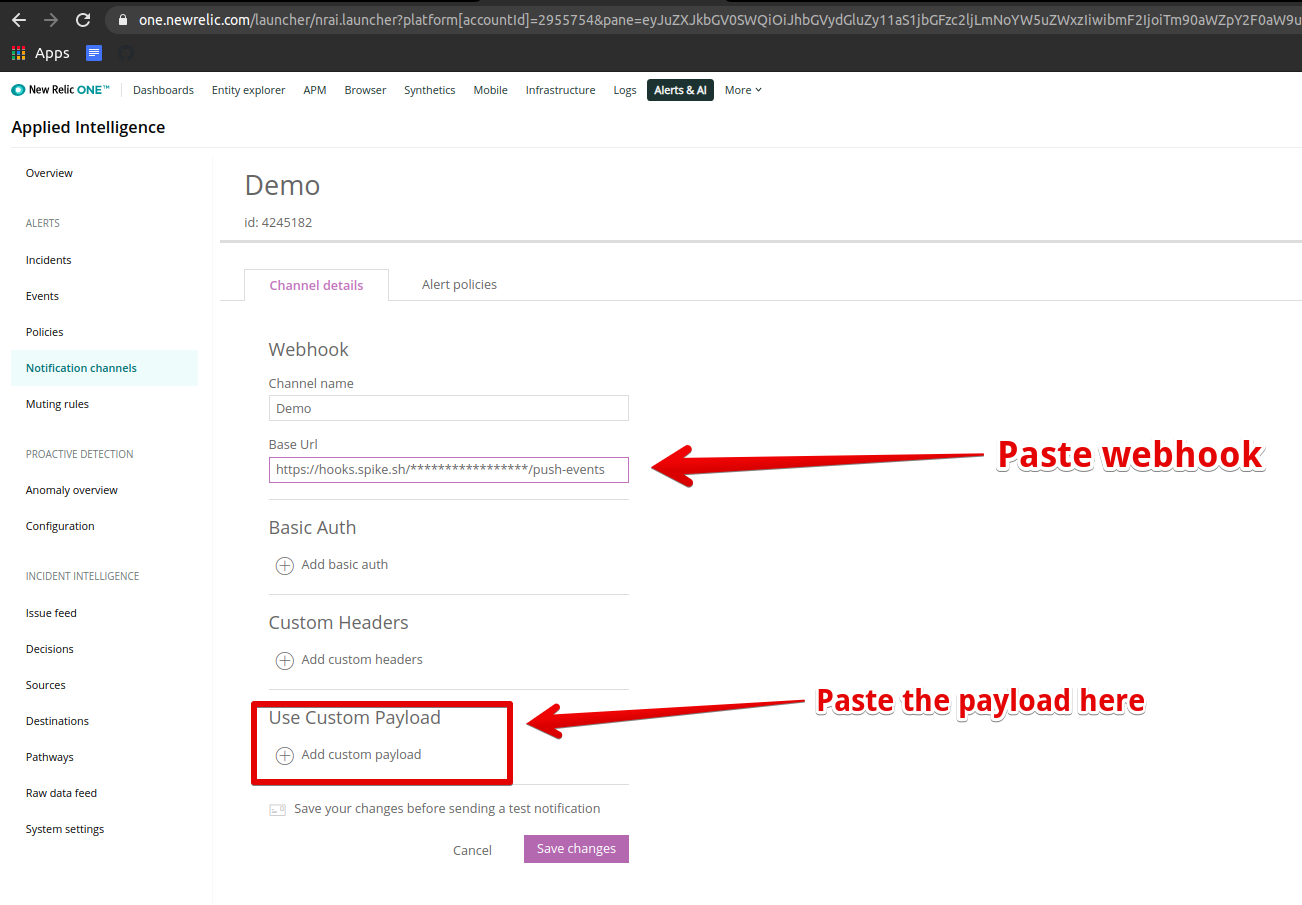 one.newrelic.com/launcher/nrai.launcher?platform[accountId]=2955754&pane=eyJuZXJkbGV0SWQiOiJhbGVydGluZy11aS1jbGFzc2ljLmNoYW5uZWxzIiwibmF2IjoiTm90aWZpY2F0aW9u
Apps
New Relic ONE™ Dashboards Entity explorer APM Browser Synthetics Mobile Infrastructure Logs Alerts & AI More
Applied Intelligence
Overview
ALERTS
Incidents
Events
Policies
Notification channels
Muting rules
PROACTIVE DETECTION
Anomaly overview
Configuration
INCIDENT INTELLIGENCE
Issue feed
Decisions
Sources
Destinations
Pathways
Raw data feed
System settings
Demo
id: 4245182
Channel details Alert policies
Webhook
Channel name
Demo
Base Url
https://hooks.spike.sh/*****************/push-events
Paste webhook
Basic Auth
Add basic auth
Custom Headers
Add custom headers
Use Custom Payload
Add custom payload
Paste the payload here
Save your changes before sending a test notification
Cancel Save changes